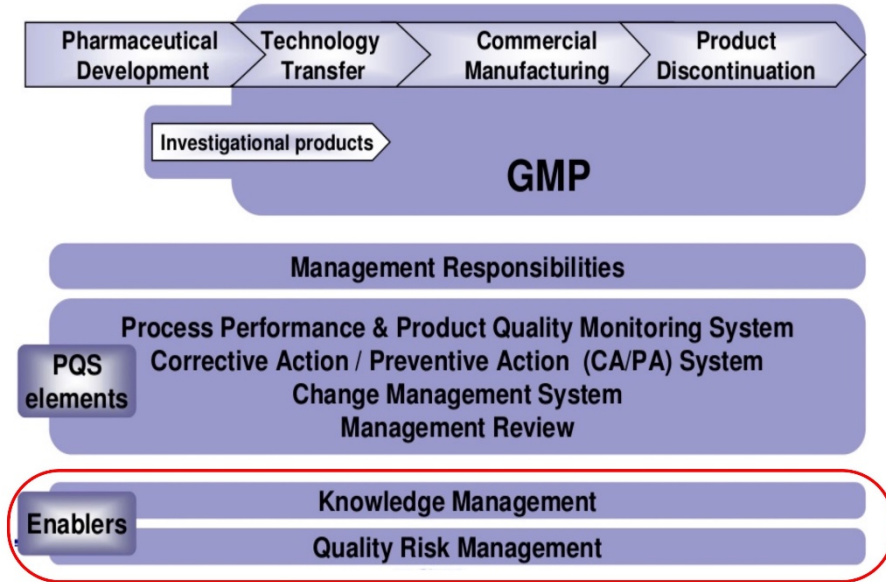 Pharmaceutical
Development
Technology
Transfer
Commercial
Manufacturing
Product
Discontinuation
Investigational products
GMP
Management Responsibilities
PQS
elements
Process Performance & Product Quality Monitoring System
Corrective Action / Preventive Action (CA/PA) System
Change Management System
Management Review
Enablers
Knowledge Management
Quality Risk Management